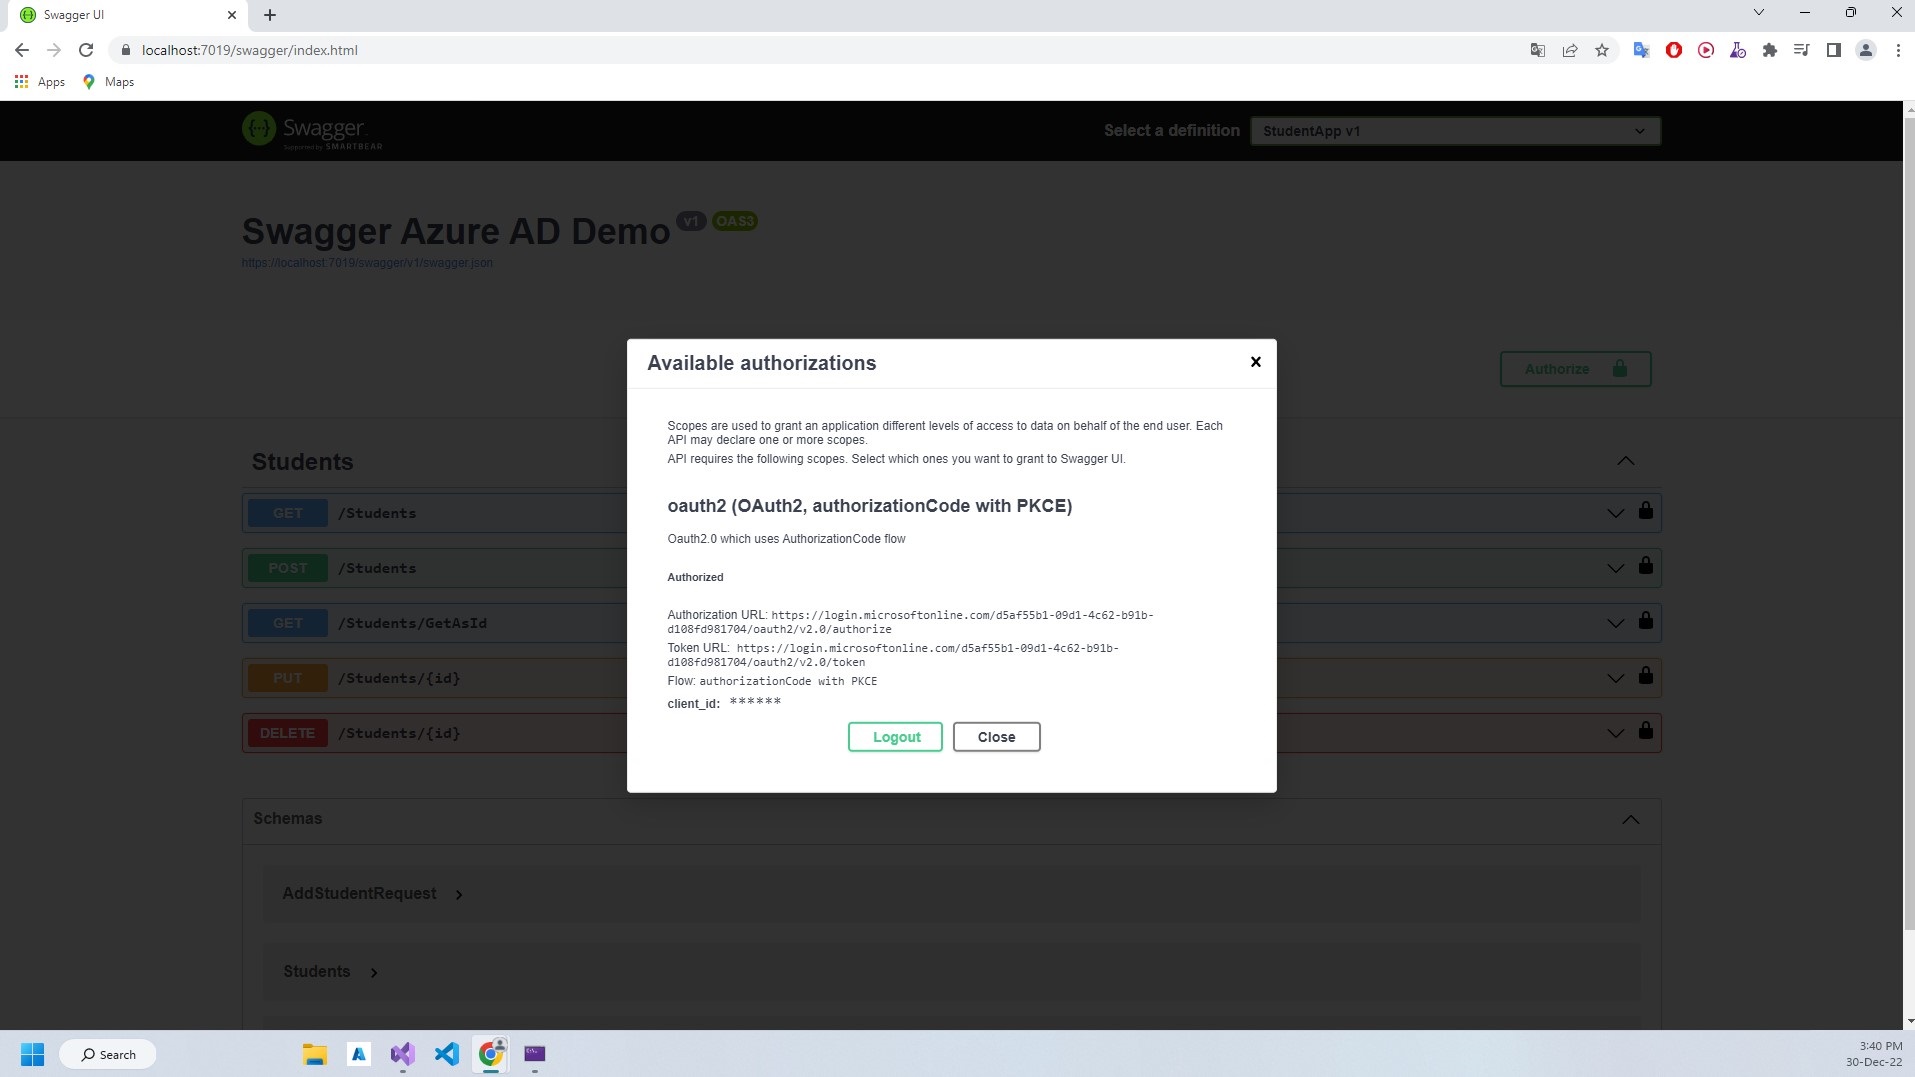 Swagger UI
localhost:7019/swagger/index.html
Apps
Maps
Swagger
Supported by SMARTBEAR
Select a definition
StudentApp v1
Swagger Azure AD Demo
v1
OAS3
https://localhost:7019/swagger/v1/swagger.json
Available authorizations
Authorize
Scopes are used to grant an application different levels of access to data on behalf of the end user. Each
API may declare one or more scopes.
API requires the following scopes. Select which ones you want to grant to Swagger UI.
oauth2 (OAuth2, authorizationCode with PKCE)
Oauth2.0 which uses AuthorizationCode flow
Authorized
Authorization URL: https://login.microsoftonline.com/d5af55b1-09d1-4c62-b91b-
d108fd981704/oauth2/v2.0/authorize
Token URL: https://login.microsoftonline.com/d5af55b1-09d1-4c62-b91b-
d108fd981704/oauth2/v2.0/token
Flow: authorizationCode with PKCE
client_id: ******
Logout
Close
Students
GET /Students
POST /Students
GET /Students/GetAsId
PUT /Students/{id}
DELETE /Students/{id}
Schemas
AddStudentRequest
Students
Search
3:40 PM
30-Dec-22